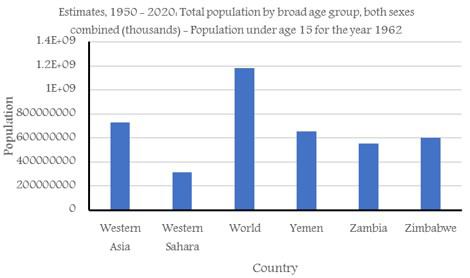 Estimates, 1950 - 2020: Total population by broad age group, both sexes
combined (thousands) - Population under age 15 for the year 1962
1.4E+09
1.2E+09
1E+09
800000000
600000000
400000000
200000000
0
Population
Western
Asia
Western
Sahara
World
Yemen
Zambia
Zimbabwe
Country